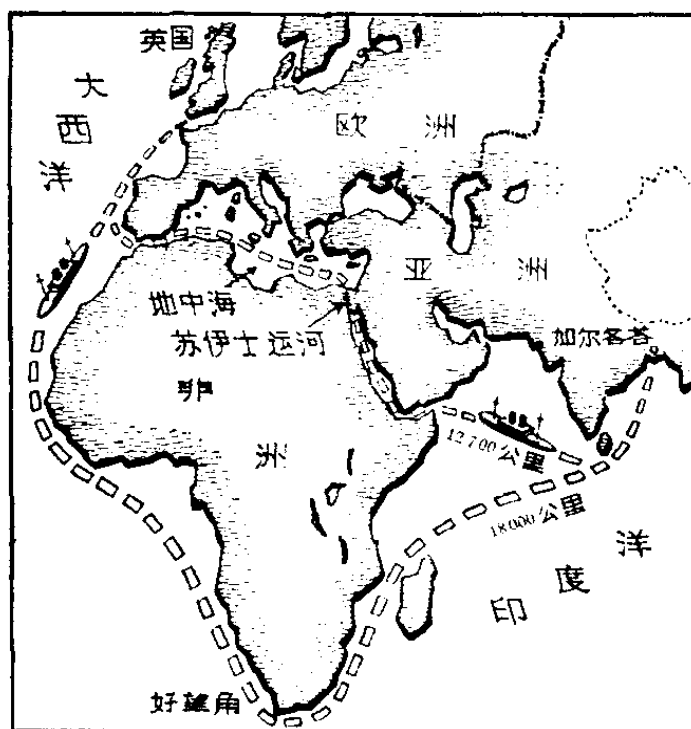 英国
大西洋
欧洲
亚洲
地中海
苏伊士运河
加尔各答
非洲
12700公里
18000公里
印度洋
好望角